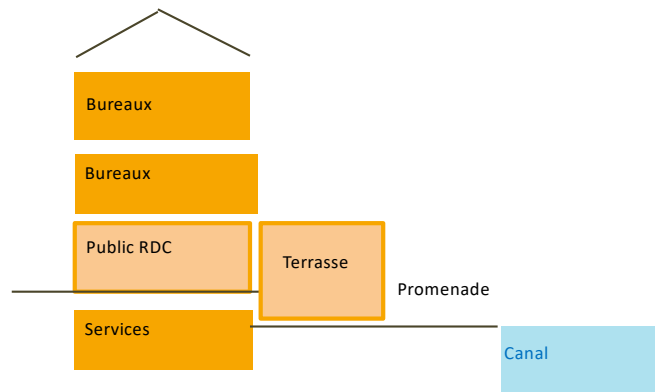 Bureaux
Bureaux
Public RDC
Terrasse
Promenade
Services
Canal